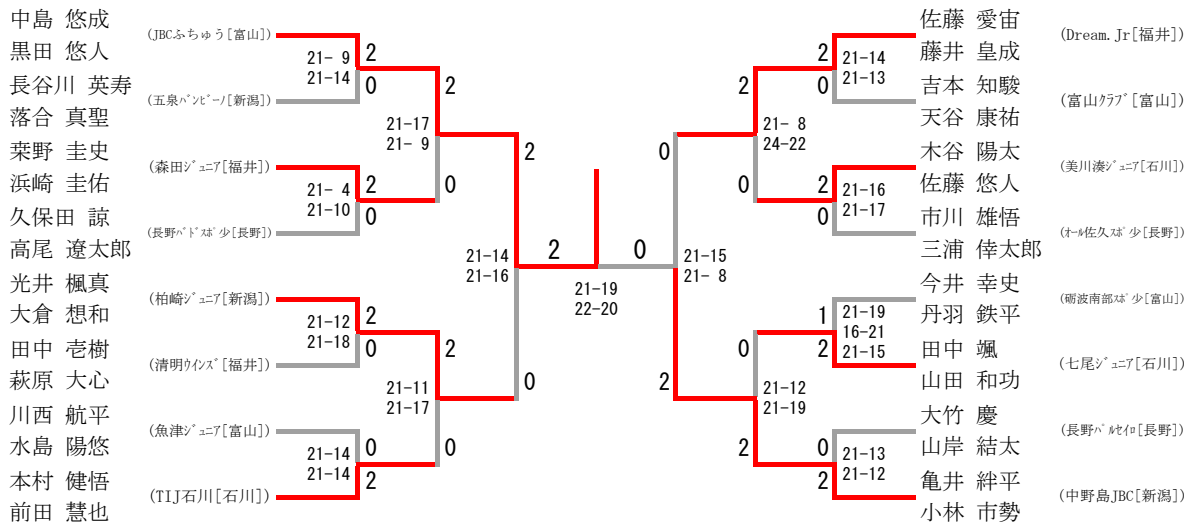 中島 悠成
黒田 悠人
(JBCふちゅう[富山])
長谷川 英寿
落合 真聖
(五泉バンビーノ[新潟])
桒野 圭史
浜崎 圭佑
(森田ジュニア[福井])
久保田 諒
高尾 遼太郎
(長野バドスポ少[長野])
光井 楓真
大倉 想和
(柏崎ジュニア[新潟])
田中 壱樹
萩原 大心
(清明ウインズ[福井])
川西 航平
水島 陽悠
(魚津ジュニア[富山])
本村 健悟
前田 慧也
(TIJ石川[石川])
21- 9
21-14
2
0
21- 4
21-10
2
0
21-12
21-18
2
0
21-14
21-14
0
2
21-17
21- 9
2
0
21-11
21-17
2
0
21-14
21-16
2
0
2
0
21-19
22-20
21-15
21- 8
0
2
21- 8
24-22
2
0
21-12
21-19
0
2
21-14
21-13
2
0
21-16
21-17
2
0
21-19
16-21
21-15
1
2
21-13
21-12
0
2
佐藤 愛宙
藤井 皇成
(Dream.Jr[福井])
吉本 知駿
天谷 康祐
(富山クラブ[富山])
木谷 陽太
佐藤 悠人
(美川湊ジュニア[石川])
市川 雄悟
三浦 倖太郎
(オール佐久スポ少[長野])
今井 幸史
丹羽 鉄平
(砺波南部スポ少[富山])
田中 颯
山田 和功
(七尾ジュニア[石川])
大竹 慶
山岸 結太
(長野パルセイロ[長野])
亀井 絆平
小林 市勢
(中野島JBC[新潟])